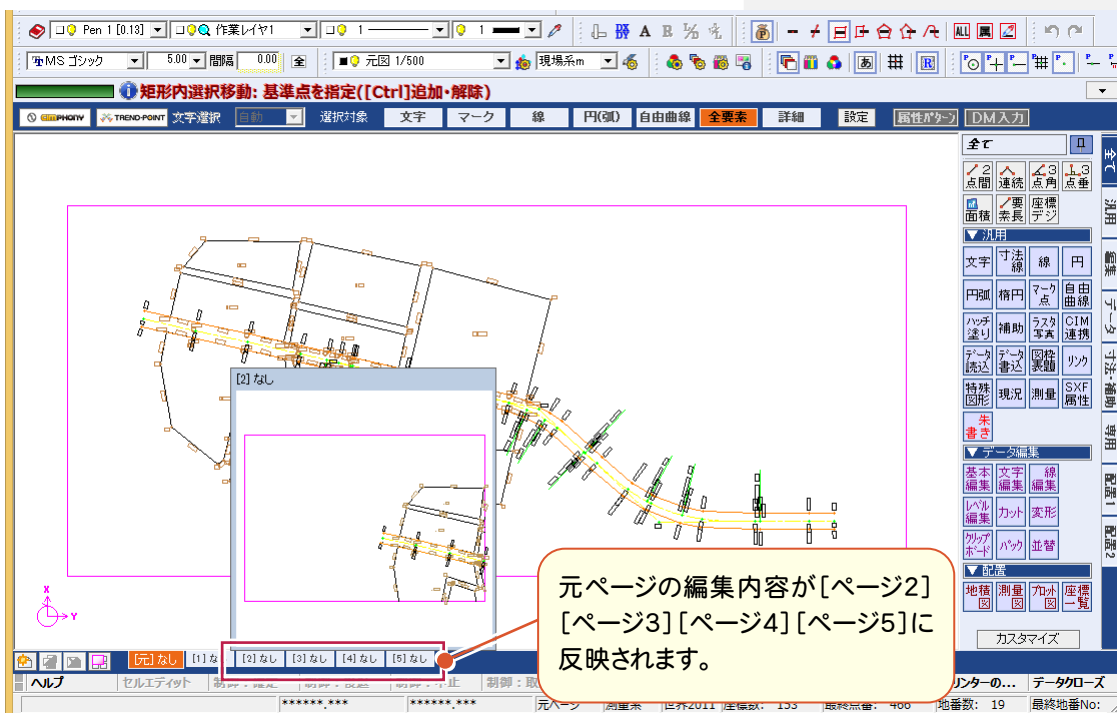 Pen 1 [0.13]
作業レイヤ1
1
1
MS ゴシック
5.00
間隔
0.00
全
元図 1/500
現場系m
矩形内選択移動: 基準点を指定([Ctrl]追加・解除)
TREND-POINT
文字選択
自動
選択対象
文字
マーク
線
円(弧)
自由曲線
全要素
詳細
設定
属性パターン
DM入力
全て
2点間
連続
3点角
3点垂
面積
要素長
座標デジ
▼ 汎用
文字
寸法線
線
円
円弧
楕円
マーク点
自由曲線
ハッチ塗り
補助
ラスタ写真
CIM連携
データ読込
データ書込
図枠表題
リンク
特殊図形
現況
測量
SXF属性
朱書き
▼ データ編集
基本編集
文字編集
線編集
レベル編集
カット
変形
クリップボード
パック
並替
▼ 配置
地積図
測量図
プロット図
座標一覧
カスタマイズ
全て
汎用
編集
データ
寸法・補助
専用
配置1
配置2
[2] なし
X
Y
元ページの編集内容が[ページ2]
[ページ3][ページ4][ページ5]に
反映されます。
[元] なし
[1] な
[2] なし
[3] なし
[4] なし
[5] なし
ヘルプ
セルエディット
ンターの...
データクローズ
******.***
******.***
元ページ
測量系
世界2011
座標数: 153
最終点番: 466
地番数: 19
最終地番No: